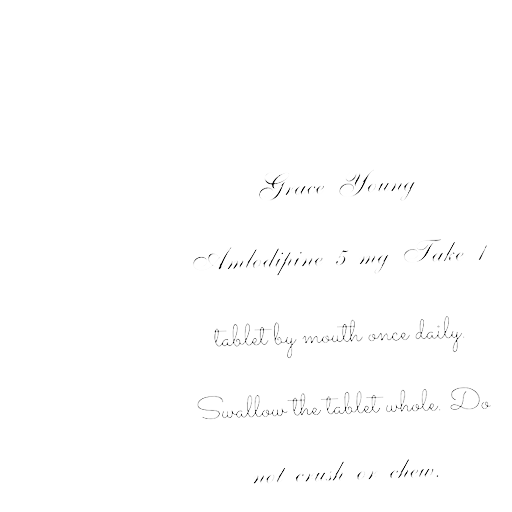 Grace Young
Amlodipine 5 mg Take 1
tablet by mouth once daily.
Swallow the tablet whole. Do
not crush or chew.